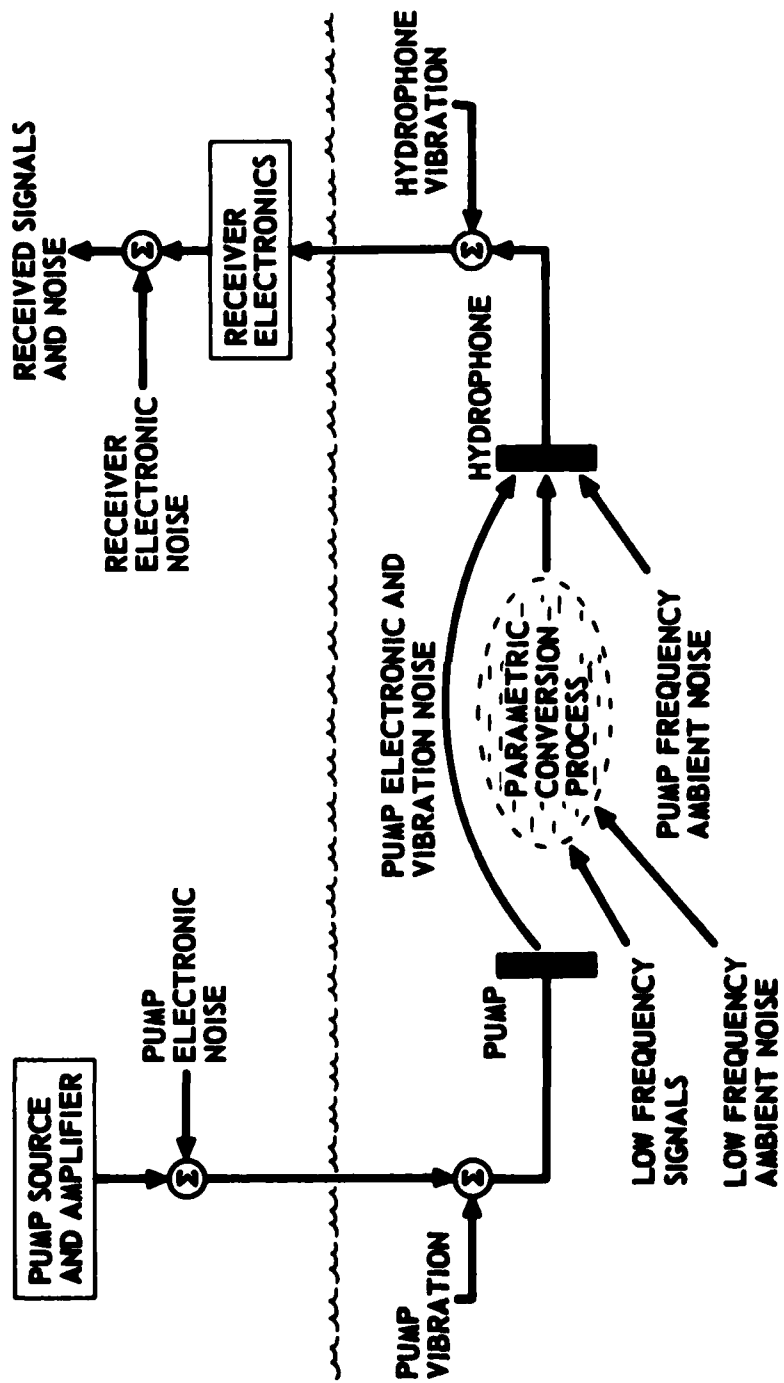 PUMP SOURCE
AND AMPLIFIER
PUMP
ELECTRONIC
NOISE
Σ
RECEIVED SIGNALS
AND NOISE
Σ
RECEIVER
ELECTRONIC
NOISE
RECEIVER
ELECTRONICS
PUMP
VIBRATION
Σ
PUMP
PUMP ELECTRONIC AND
VIBRATION NOISE
HYDROPHONE
Σ
HYDROPHONE
VIBRATION
PARAMETRIC
CONVERSION
PROCESS
LOW FREQUENCY
SIGNALS
LOW FREQUENCY
AMBIENT NOISE
PUMP FREQUENCY
AMBIENT NOISE